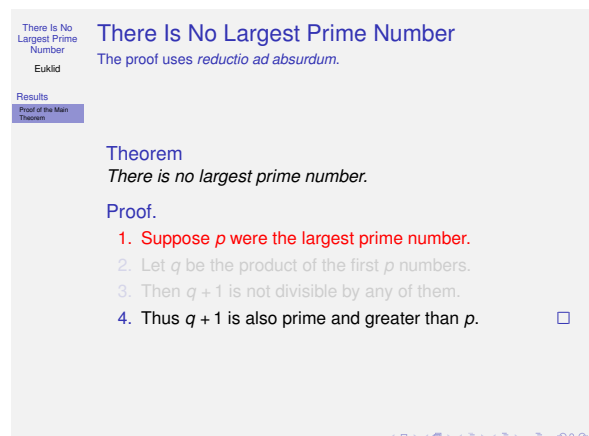 There Is No
Largest Prime
Number
Euklid
Results
Proof of the Main
Theorem
There Is No Largest Prime Number
The proof uses reductio ad absurdum.
Theorem
There is no largest prime number.
Proof.
1. Suppose p were the largest prime number.
2. Let q be the product of the first p numbers.
3. Then q + 1 is not divisible by any of them.
4. Thus q + 1 is also prime and greater than p. □